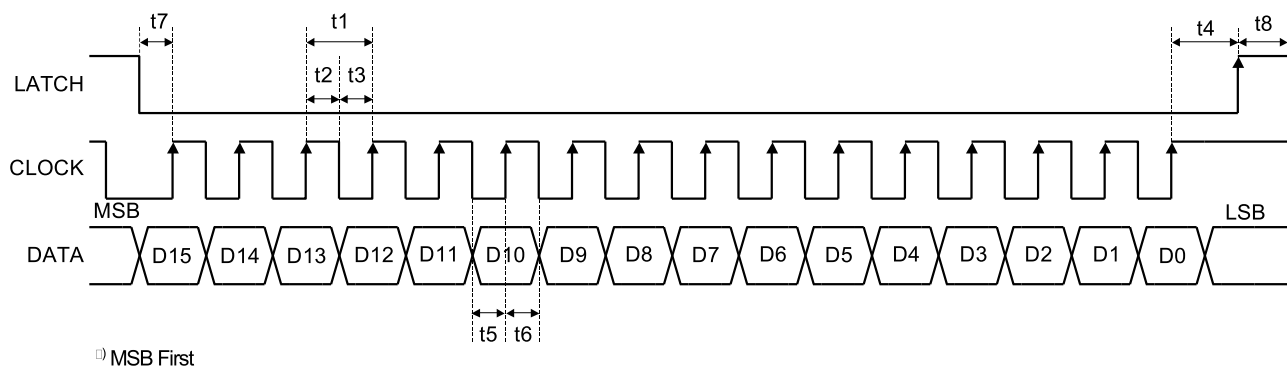 t7 t1 t4 t8
LATCH t2 t3
CLOCK
MSB LSB
DATA D15 D14 D13 D12 D11 D10 D9 D8 D7 D6 D5 D4 D3 D2 D1 D0
t5 t6
) MSB First